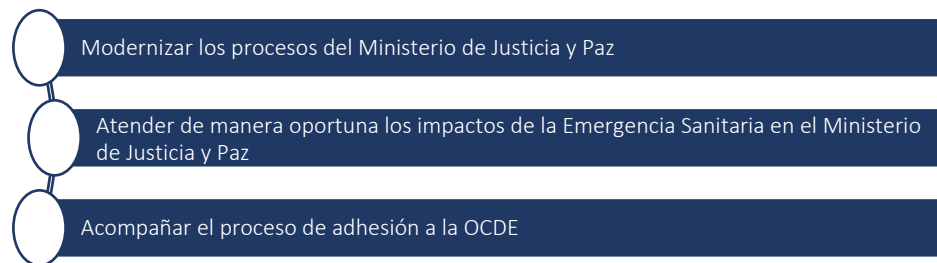 Modernizar los procesos del Ministerio de Justicia y Paz
Atender de manera oportuna los impactos de la Emergencia Sanitaria en el Ministerio
de Justicia y Paz
Acompañar el proceso de adhesión a la OCDE